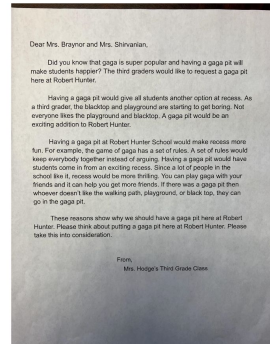 Dear Mrs. Braynor and Mrs. Shirvanian,
Did you know that gaga is super popular and having a gaga pit will
make students happier? The third graders would like to request a gaga pit
here at Robert Hunter.
Having a gaga pit would give all students another option at recess. As
a third grader, the blacktop and playground are starting to get boring. Not
everyone likes the playground and blacktop. A gaga pit would be an
exciting addition to Robert Hunter.
Having a gaga pit at Robert Hunter School would make recess more
fun. For example, the game of gaga has a set of rules. A set of rules would
keep everybody together instead of arguing. Having a gaga pit would have
students come in from an exciting recess. Since a lot of people in the
school like it, recess would be more thrilling. You can play gaga with your
friends and it can help you get more friends. If there was a gaga pit then
whoever doesn't like the walking path, playground, or black top, they can
go in the gaga pit.
These reasons show why we should have a gaga pit here at Robert
Hunter. Please think about putting a gaga pit here at Robert Hunter. Please
take this into consideration.
From,
Mrs. Hodge's Third Grade Class